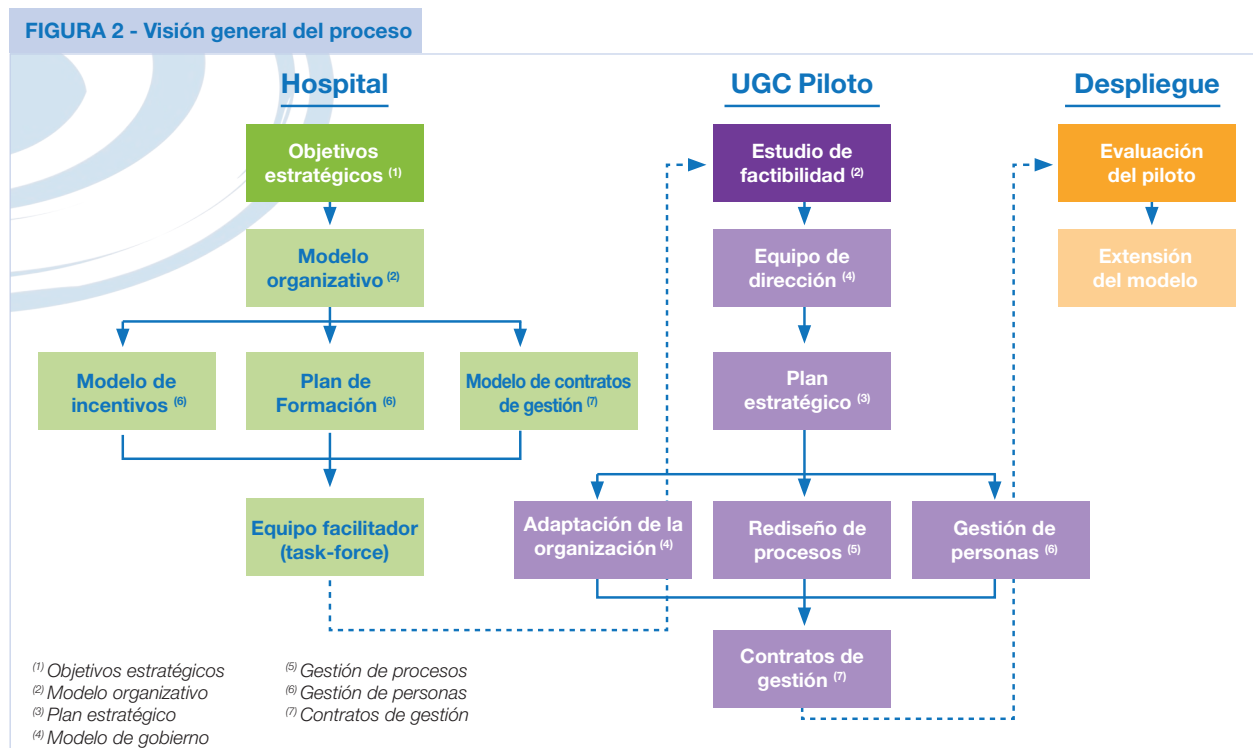 FIGURA 2 - Visión general del proceso
Hospital
Objetivos
estratégicos (1)
Modelo
organizativo (2)
Modelo de
incentivos (6)
Plan de
Formación (6)
Modelo de contratos
de gestión (7)
Equipo facilitador
(task-force)
UGC Piloto
Estudio de
factibilidad (2)
Equipo de
dirección (4)
Plan
estratégico (3)
Adaptación de la
organización (4)
Rediseño de
procesos (5)
Gestión de
personas (6)
Contratos de
gestión (7)
Despliegue
Evaluación
del piloto
Extensión
del modelo
(1) Objetivos estratégicos
(2) Modelo organizativo
(3) Plan estratégico
(4) Modelo de gobierno
(5) Gestión de procesos
(6) Gestión de personas
(7) Contratos de gestión